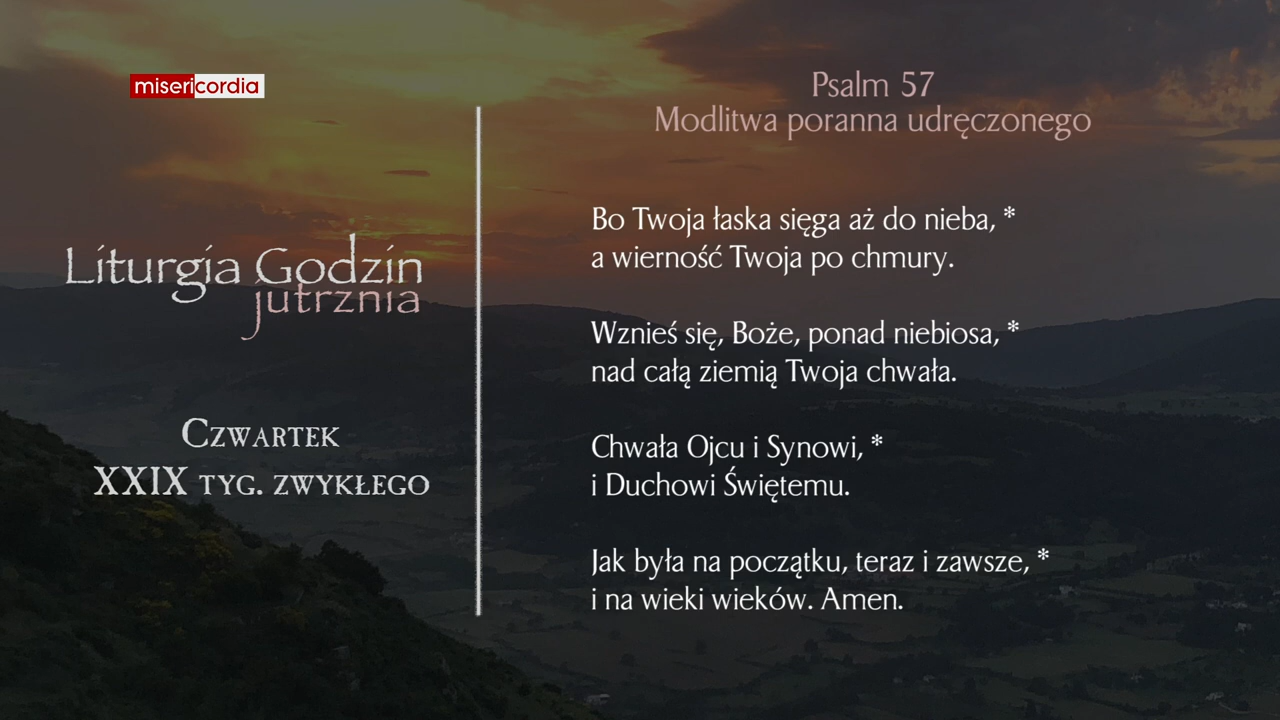 misericordia
Liturgia Godzin
jutrznia
Czwartek
XXIX tyg. zwykłego
Psalm 57
Modlitwa poranna udręczonego
Bo Twoja łaska sięga aż do nieba, *
a wierność Twoja po chmury.
Wznieś się, Boże, ponad niebiosa, *
nad całą ziemią Twoja chwała.
Chwała Ojcu i Synowi, *
i Duchowi Świętemu.
Jak była na początku, teraz i zawsze, *
i na wieki wieków. Amen.